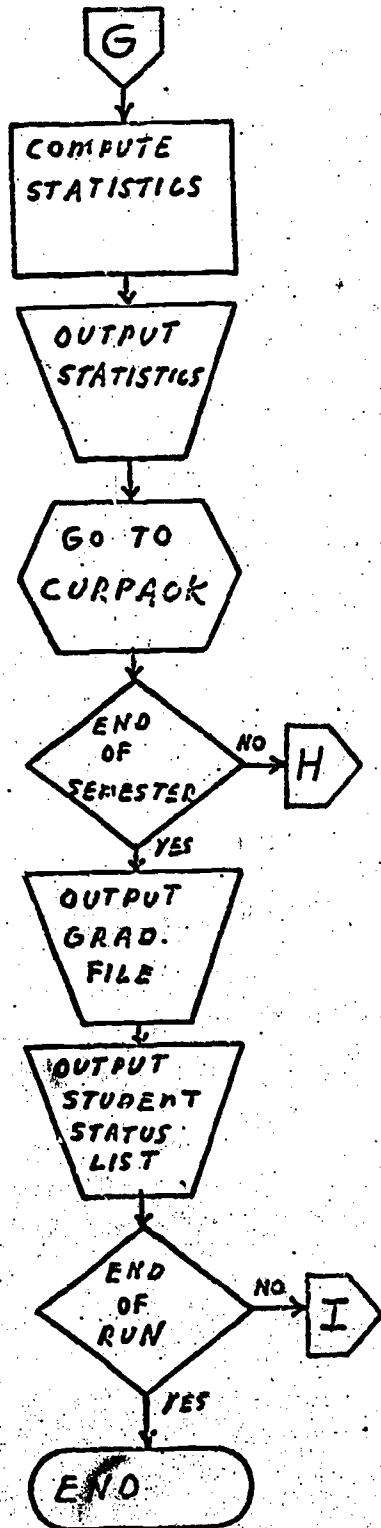 G
COMPUTE
STATISTICS
OUTPUT
STATISTICS
GO TO
CURPACK
END
OF
SEMESTER
NO
H
YES
OUTPUT
GRAD.
FILE
OUTPUT
STUDENT
STATUS
LIST
END
OF
RUN
NO
I
YES
END